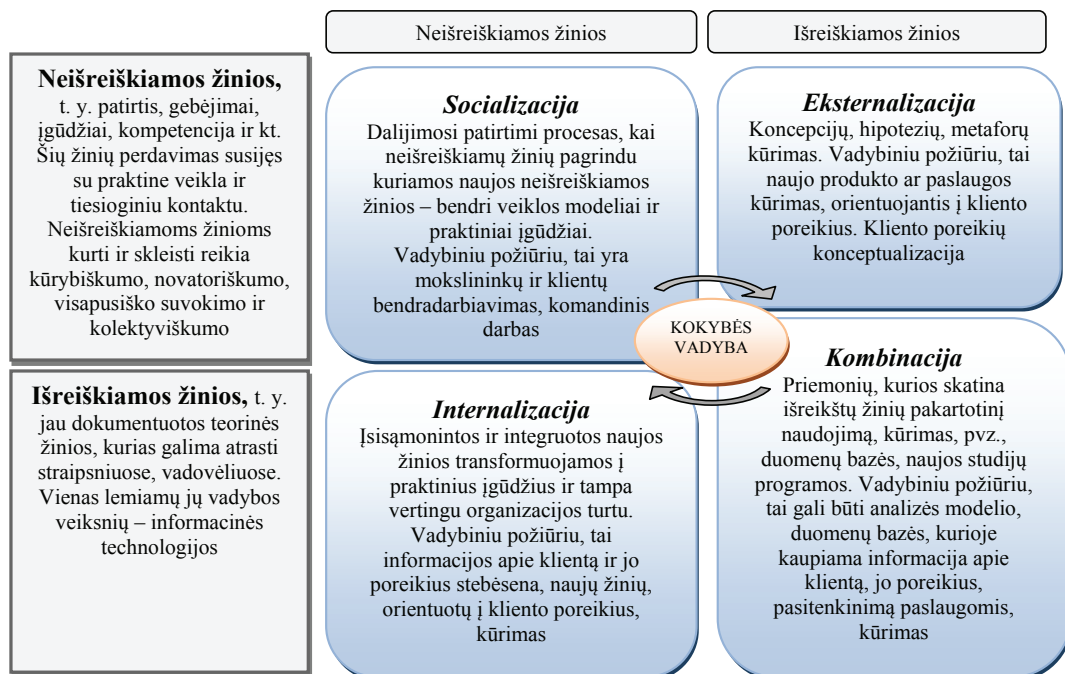 Neišreiškiamos žinios
Išreiškiamos žinios
Neišreiškiamos žinios,
t. y. patirtis, gebėjimai,
įgūdžiai, kompetencija ir kt.
Šių žinių perdavimas susijęs
su praktine veikla ir
tiesioginiu kontaktu.
Neišreiškiamoms žinioms
kurti ir skleisti reikia
kūrybiškumo, novatoriškumo,
visapusiško suvokimo ir
kolektyviškumo
Socializacija
Dalijimosi patirtimi procesas, kai
neišreiškiamų žinių pagrindu
kuriamos naujos neišreiškiamos
žinios – bendri veiklos modeliai ir
praktiniai įgūdžiai.
Vadybiniu požiūriu, tai yra
mokslininkų ir klientų
bendradarbiavimas, komandinis
darbas
Eksternalizacija
Koncepcijų, hipotezių, metaforų
kūrimas. Vadybiniu požiūriu, tai
naujo produkto ar paslaugos
kūrimas, orientuojantis į kliento
poreikius. Kliento poreikių
konceptualizacija
KOKYBĖS
VADYBA
Išreiškiamos žinios, t. y.
jau dokumentuotos teorinės
žinios, kurias galima atrasti
straipsniuose, vadovėliuose.
Vienas lemiamų jų vadybos
veiksnių – informacinės
technologijos
Internalizacija
Įsisąmonintos ir integruotos naujos
žinios transformuojamos į
praktinius įgūdžius ir tampa
vertingu organizacijos turtu.
Vadybiniu požiūriu, tai
informacijos apie klientą ir jo
poreikius stebėsena, naujų žinių,
orientuotų į kliento poreikius,
kūrimas
Kombinacija
Priemonių, kurios skatina
išreikštų žinių pakartotinį
naudojimą, kūrimas, pvz.,
duomenų bazės, naujos studijų
programos. Vadybiniu požiūriu,
tai gali būti analizės modelio,
duomenų bazės, kurioje
kaupiama informacija apie
klientą, jo poreikius,
pasitenkinimą paslaugomis,
kūrimas